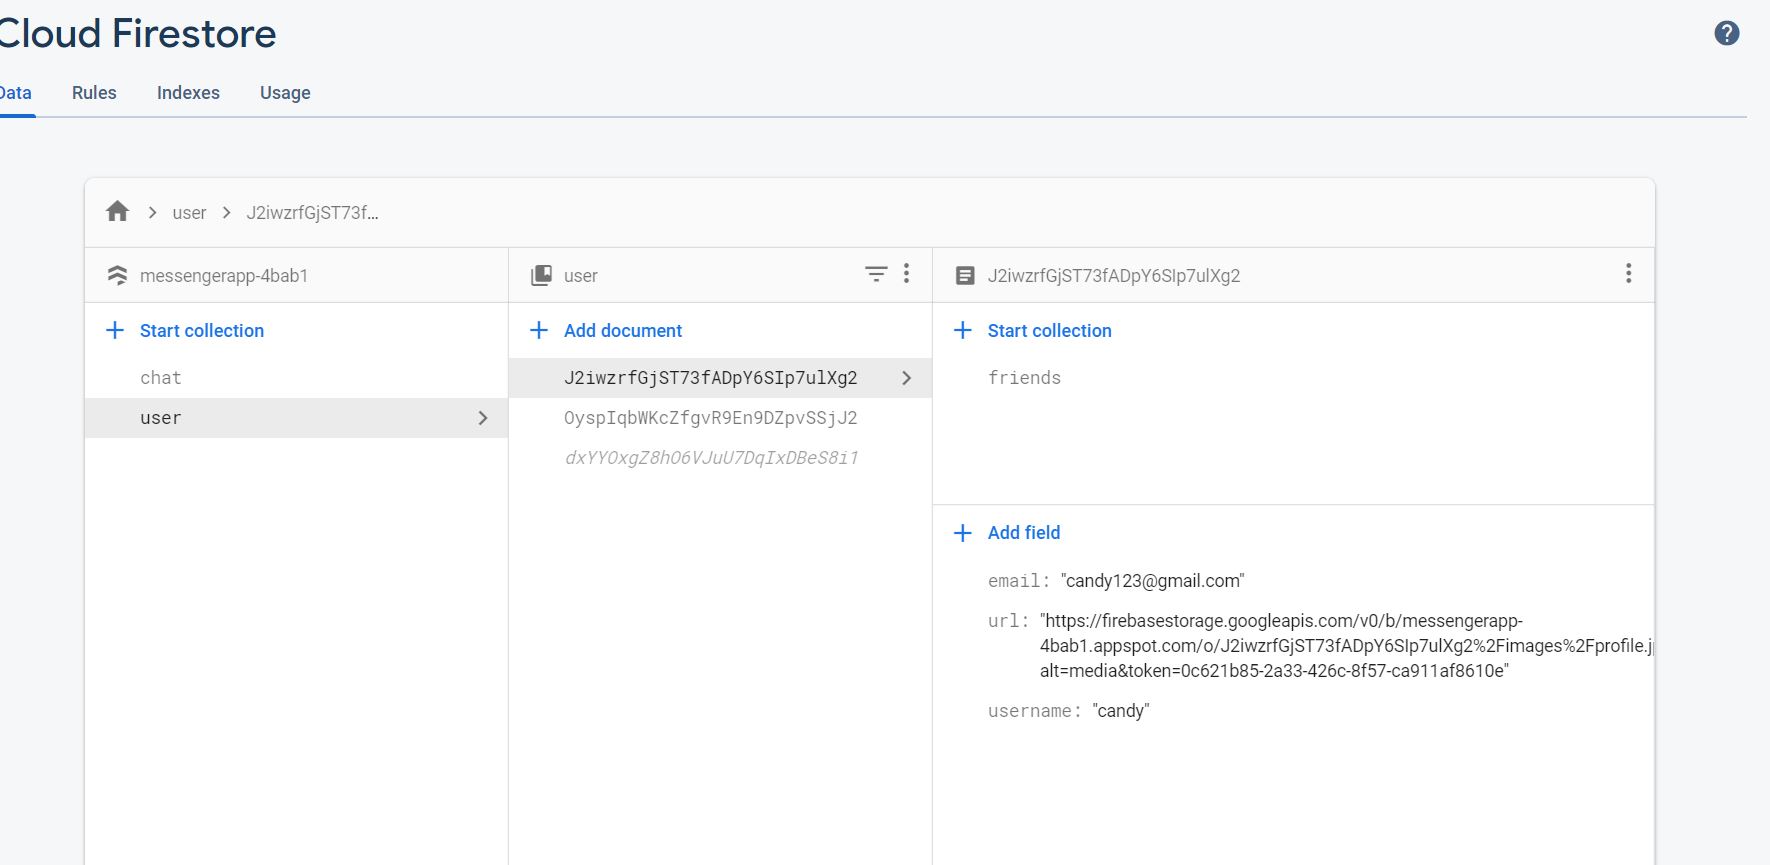 Cloud Firestore
Data Rules Indexes Usage
user J2iwzrfGjST73f...
messengerapp-4bab1
Start collection
chat
user
user
Add document
J2iwzrfGjST73fADpY6SIp7ulXg2
OyspIqbWKcZfgvR9En9DZpvSSjJ2
dxYYOxgZ8hO6VJuU7DqIxDBeS8i1
J2iwzrfGjST73fADpY6SIp7ulXg2
Start collection
friends
Add field
email: "candy123@gmail.com"
url: "https://firebasestorage.googleapis.com/v0/b/messengerapp-
4bab1.appspot.com/o/J2iwzrfGjST73fADpY6SIp7ulXg2%2Fimages%2Fprofile.j
alt=media&token=0c621b85-2a33-426c-8f57-ca911af8610e"
username: "candy"